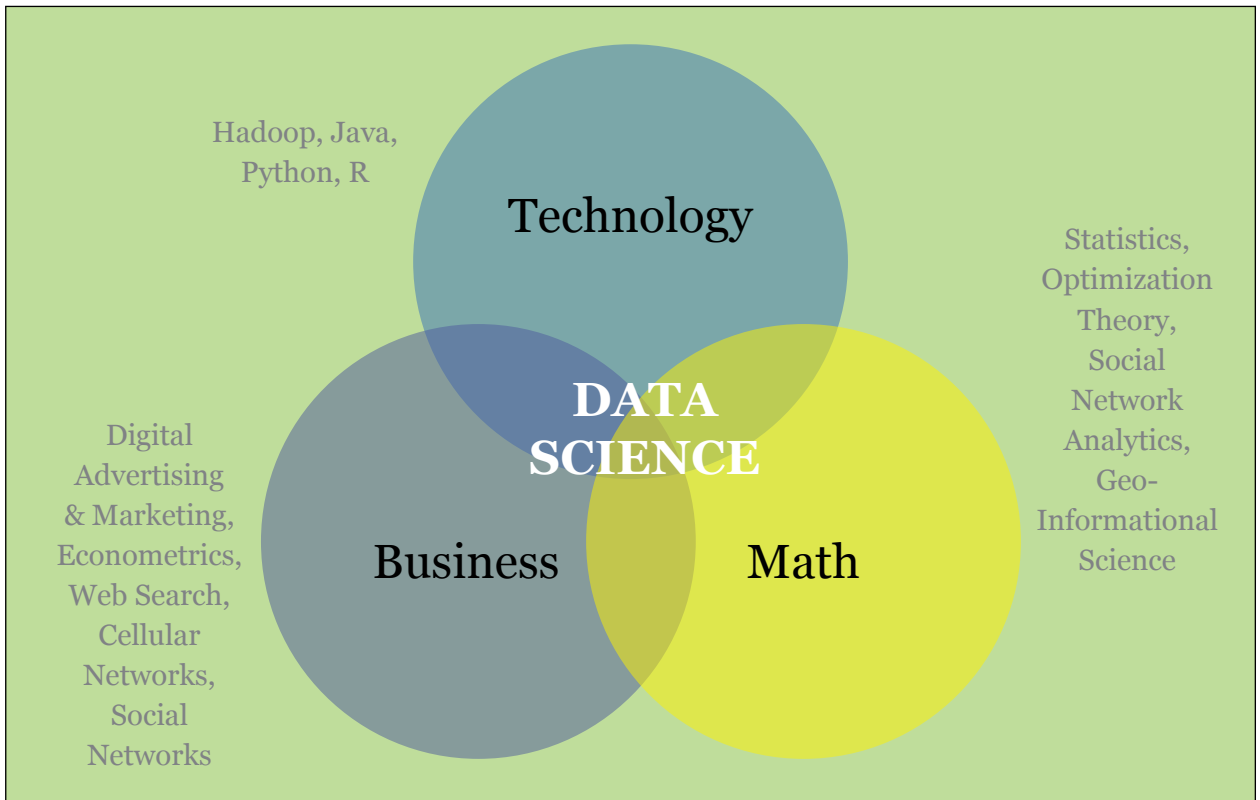 Hadoop, Java,
Python, R
Technology
Statistics,
Optimization
Theory,
Social
Network
Analytics,
Geo-
Informational
Science
DATA
SCIENCE
Digital
Advertising
& Marketing,
Econometrics,
Web Search,
Cellular
Networks,
Social
Networks
Business
Math